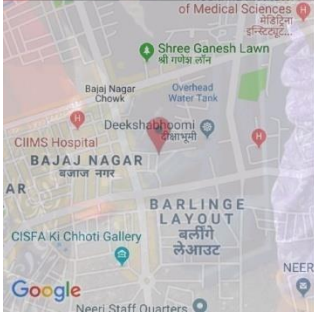 of Medical Sciences
मेडिट्रिना
इन्स्टिट्यूट...
Shree Ganesh Lawn
श्री गणेश लॉन
Bajaj Nagar
Chowk
Overhead
Water Tank
Deekshabhoomi
दीक्षाभूमी
CIIMS Hospital
BAJAJ NAGAR
बजाज नगर
AR
BARLINGE
LAYOUT
बर्लींगे
लेआउट
CISFA Ki Chhoti Gallery
NEER
Google
Neeri Staff Quarters